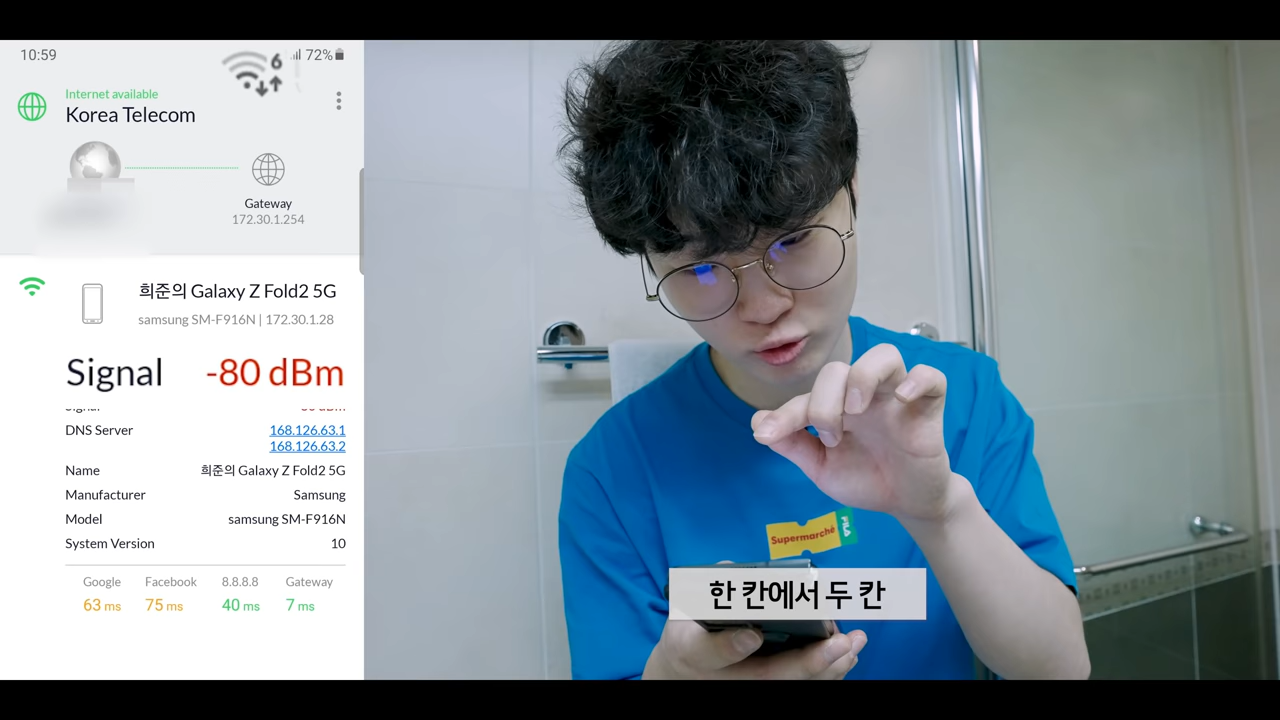 10:59
6
72%
Internet available
Korea Telecom
Gateway
172.30.1.254
희준의 Galaxy Z Fold2 5G
samsung SM-F916N | 172.30.1.28
Signal -80 dBm
DNS Server 168.126.63.1
168.126.63.2
Name 희준의 Galaxy Z Fold2 5G
Manufacturer Samsung
Model samsung SM-F916N
System Version 10
Google Facebook 8.8.8.8 Gateway
63 ms 75 ms 40 ms 7 ms
Supermarché
FILA
한 칸에서 두 칸